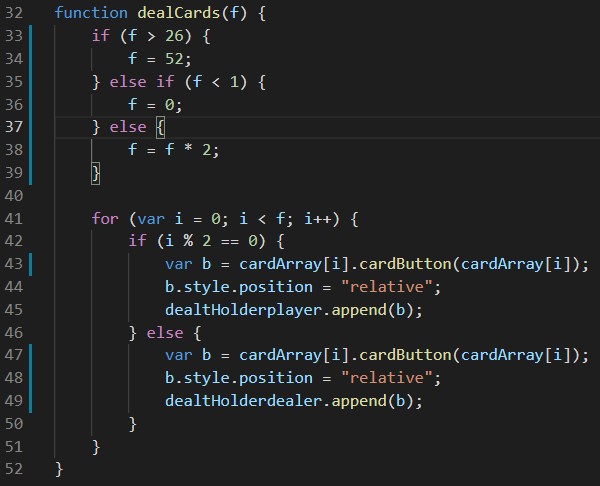 32 function dealCards(f) {
33     if (f > 26) {
34         f = 52;
35     } else if (f < 1) {
36         f = 0;
37     } else {
38         f = f * 2;
39     }
40
41     for (var i = 0; i < f; i++) {
42         if (i % 2 == 0) {
43             var b = cardArray[i].cardButton(cardArray[i]);
44             b.style.position = "relative";
45             dealtHolderplayer.append(b);
46         } else {
47             var b = cardArray[i].cardButton(cardArray[i]);
48             b.style.position = "relative";
49             dealtHolderdealer.append(b);
50         }
51     }
52 }